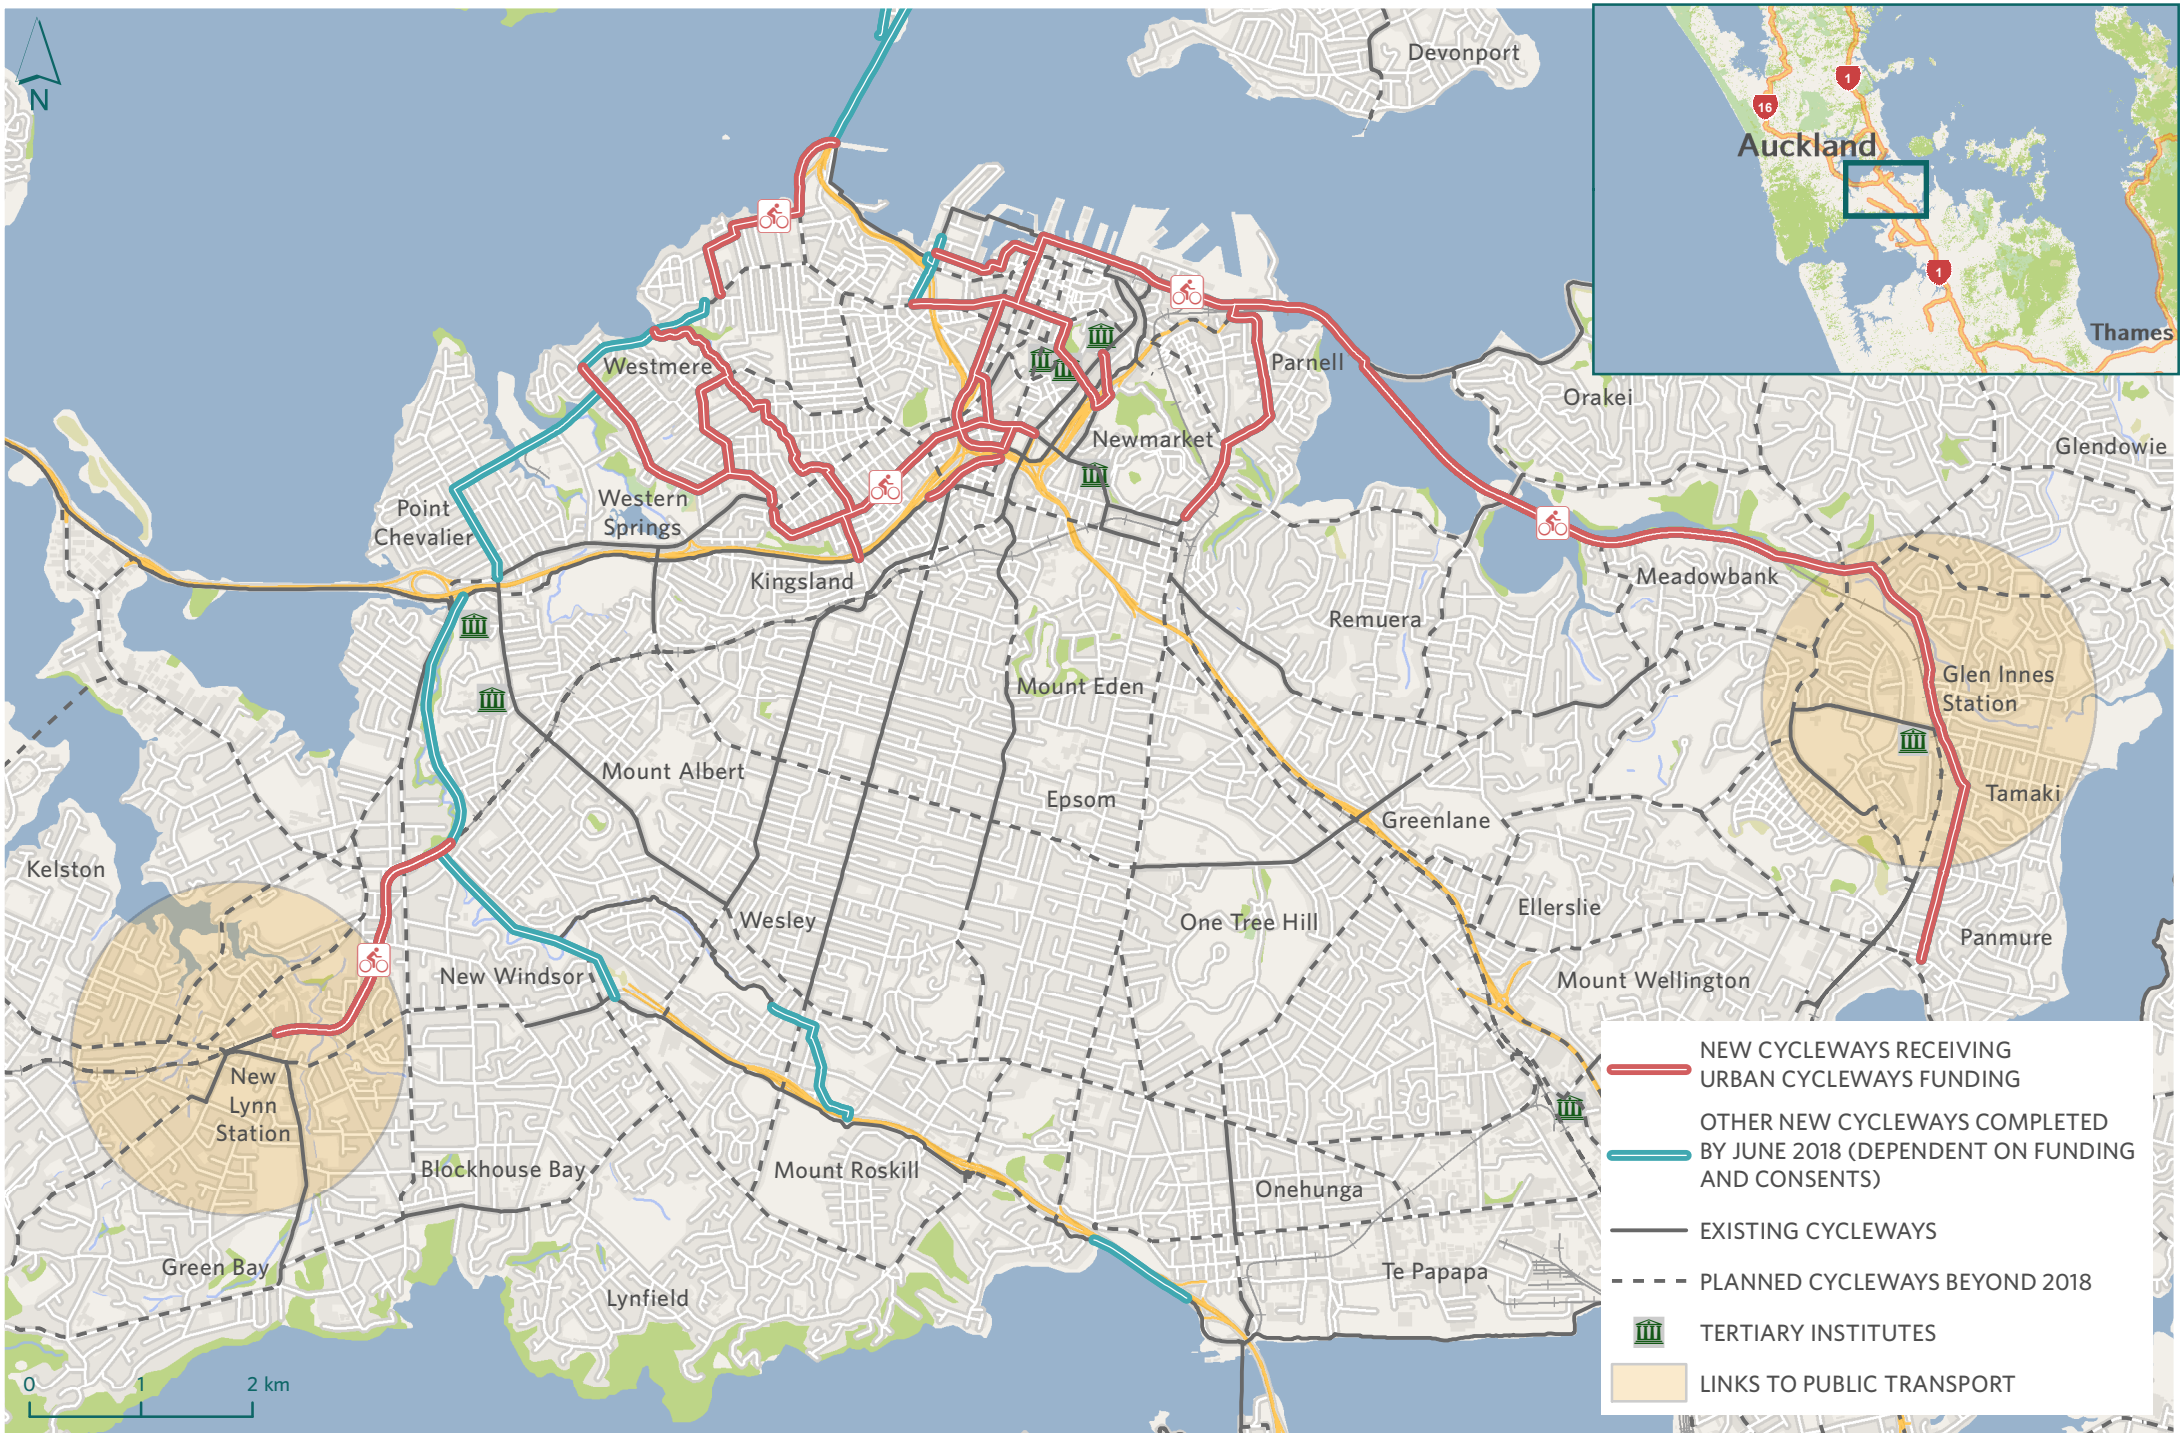 N
Devonport
1
16
Auckland
1
Thames
Parnell
Orakei
Westmere
Newmarket
Glendowie
Point
Chevalier
Western
Springs
Kingsland
Meadowbank
Remuera
Mount Eden
Glen Innes
Station
Mount Albert
Epsom
Tamaki
Greenlane
Kelston
Wesley
One Tree Hill
Ellerslie
Panmure
New Windsor
Mount Wellington
New
Lynn
Station
Blockhouse Bay
Mount Roskill
Onehunga
Green Bay
Lynfield
Te Papapa
0 1 2 km
NEW CYCLEWAYS RECEIVING
URBAN CYCLEWAYS FUNDING
OTHER NEW CYCLEWAYS COMPLETED
BY JUNE 2018 (DEPENDENT ON FUNDING
AND CONSENTS)
EXISTING CYCLEWAYS
PLANNED CYCLEWAYS BEYOND 2018
TERTIARY INSTITUTES
LINKS TO PUBLIC TRANSPORT